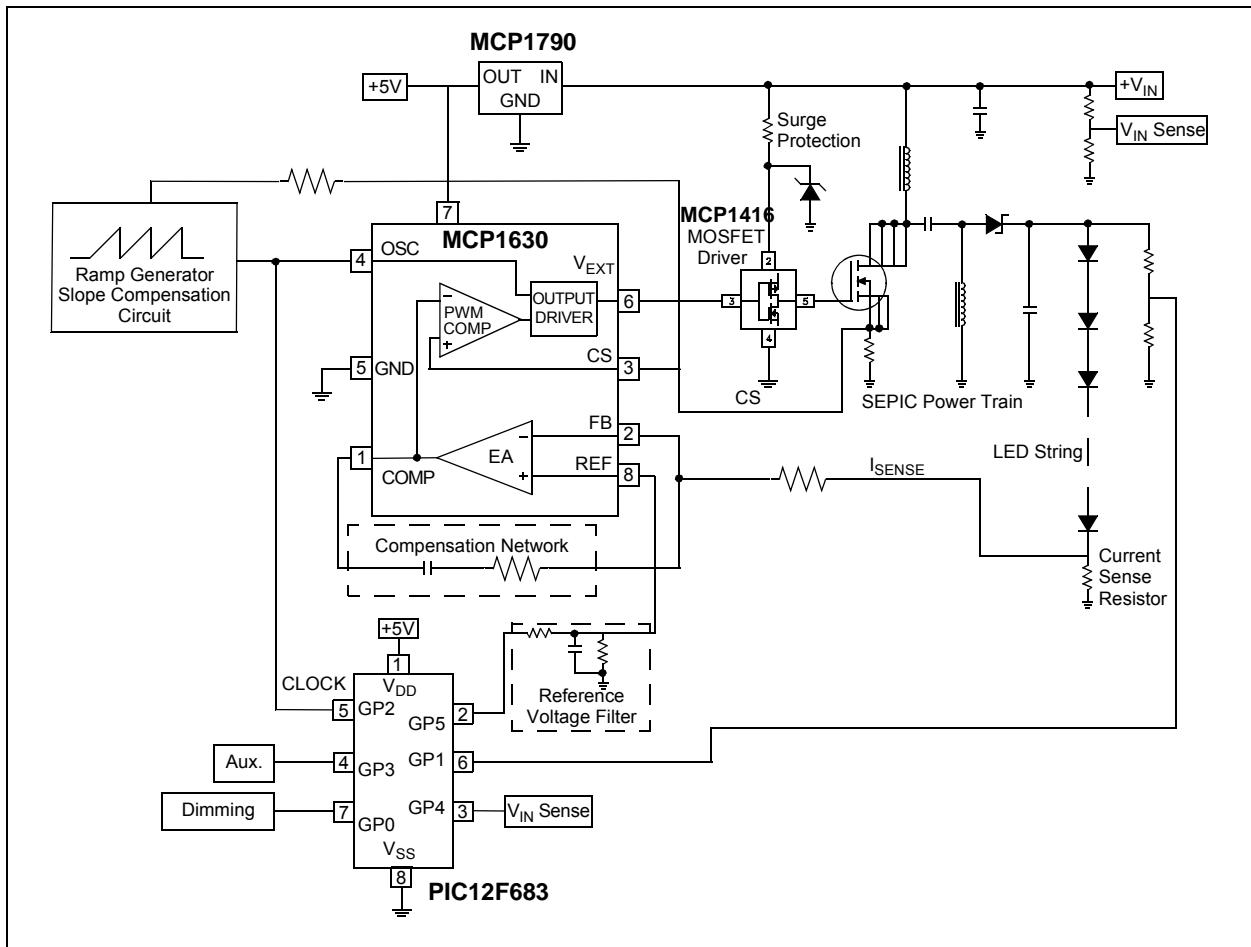 MCP1790
+5V
OUT IN
GND
+VIN
VIN Sense
Surge
Protection
Ramp Generator
Slope Compensation
Circuit
7
MCP1630
4
OSC
VEXT
PWM
COMP
OUTPUT
DRIVER
6
5
GND
CS
3
FB
2
EA
REF
8
1
COMP
MCP1416
MOSFET
Driver
2
3
5
4
CS
SEPIC Power Train
LED String
ISENSE
Current
Sense
Resistor
Compensation Network
Reference
Voltage Filter
+5V
1
VDD
CLOCK
5
GP2
GP5
2
Aux.
4
GP3
GP1
6
Dimming
7
GP0
GP4
3
VIN Sense
VSS
8
PIC12F683